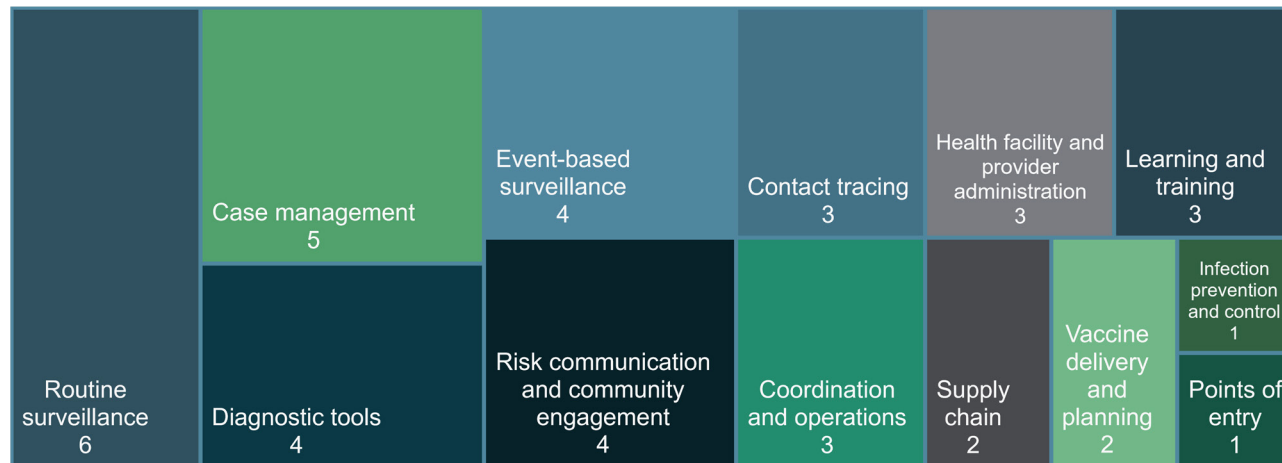 Routine
surveillance
6
Case management
5
Diagnostic tools
4
Event-based
surveillance
4
Risk communication
and community
engagement
4
Contact tracing
3
Coordination
and operations
3
Health facility and
provider
administration
3
Learning and
training
3
Supply
chain
2
Vaccine
delivery
and
planning
2
Infection
prevention
and control
1
Points of
entry
1